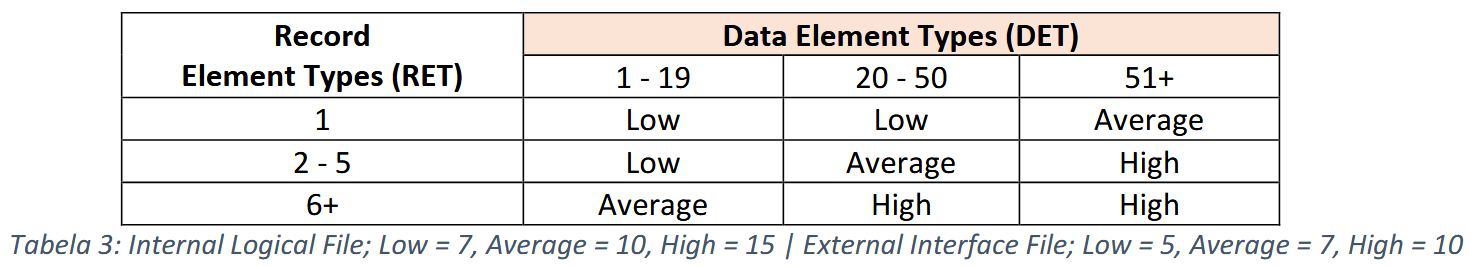 Record
Element Types (RET)
Data Element Types (DET)
1 - 19 20 - 50 51+
1 Low Low Average
2 - 5 Low Average High
6+ Average High High
Tabela 3: Internal Logical File; Low = 7, Average = 10, High = 15 | External Interface File; Low = 5, Average = 7, High = 10